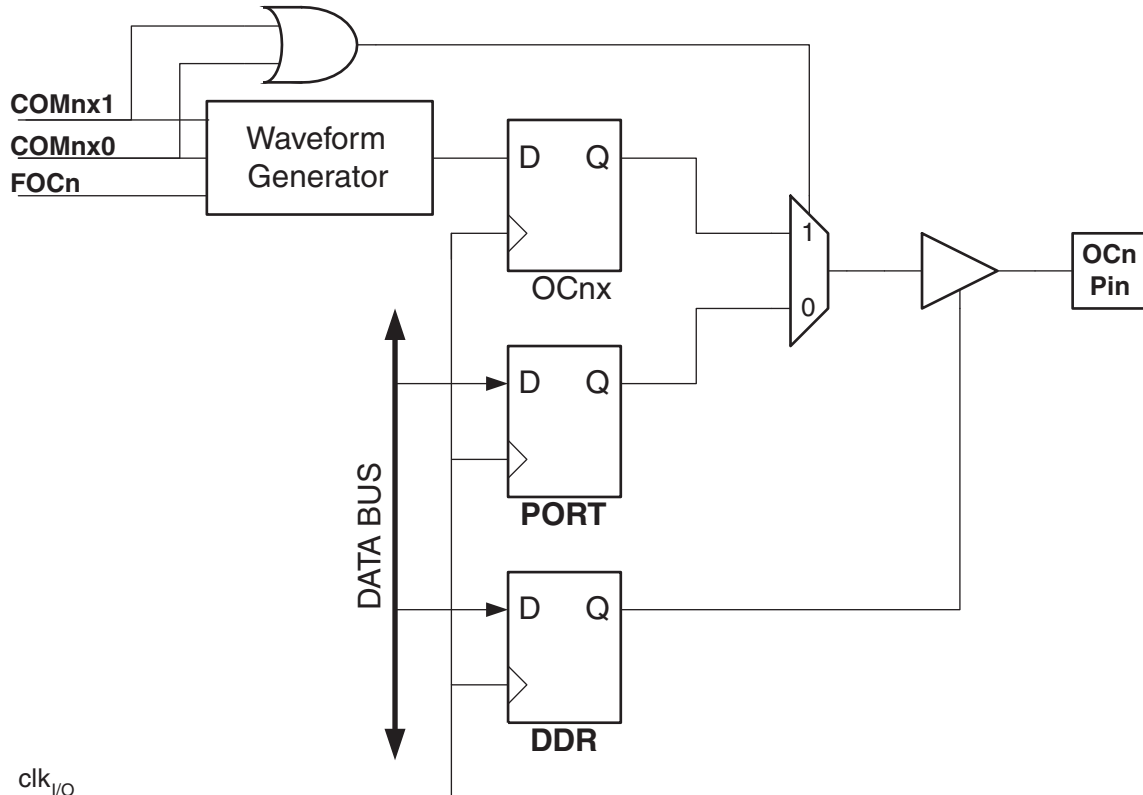 COMnx1
COMnx0
FOCn
Waveform
Generator
D Q
OCnx
1
0
OCn
Pin
D Q
PORT
DATA BUS
D Q
DDR
clkI/O